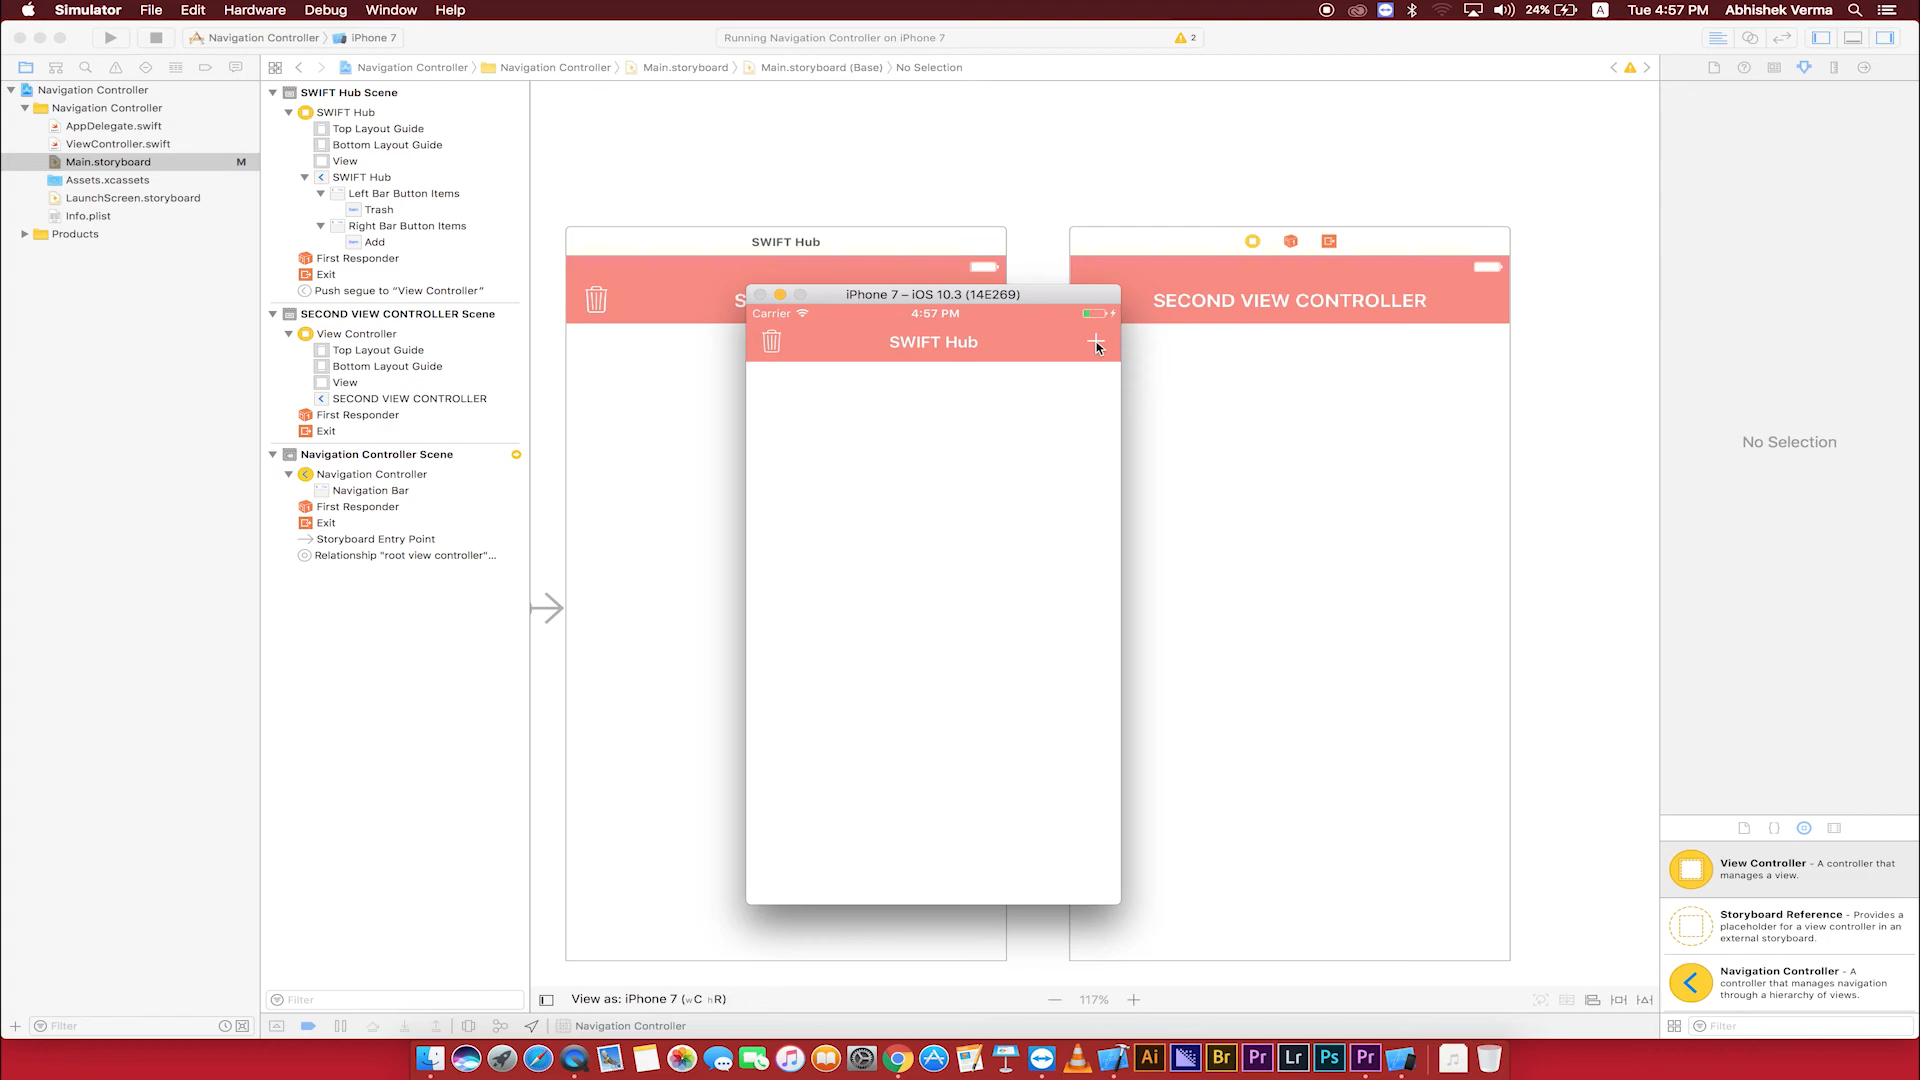 Simulator File Edit Hardware Debug Window Help
24% A Tue 4:57 PM Abhishek Verma
Navigation Controller iPhone 7
Running Navigation Controller on iPhone 7
2
Navigation Controller Navigation Controller Main.storyboard Main.storyboard (Base) No Selection
Navigation Controller
Navigation Controller
AppDelegate.swift
ViewController.swift
Main.storyboard M
Assets.xcassets
LaunchScreen.storyboard
Info.plist
Products
SWIFT Hub Scene
SWIFT Hub
Top Layout Guide
Bottom Layout Guide
View
SWIFT Hub
Left Bar Button Items
Trash
Right Bar Button Items
Add
First Responder
Exit
Push segue to “View Controller”
SECOND VIEW CONTROLLER Scene
View Controller
Top Layout Guide
Bottom Layout Guide
View
SECOND VIEW CONTROLLER
First Responder
Exit
Navigation Controller Scene
Navigation Controller
Navigation Bar
First Responder
Exit
Storyboard Entry Point
Relationship "root view controller"...
SWIFT Hub
S
SECOND VIEW CONTROLLER
iPhone 7 – iOS 10.3 (14E269)
Carrier 4:57 PM
SWIFT Hub
No Selection
View Controller - A controller that
manages a view.
Storyboard Reference - Provides a
placeholder for a view controller in an
external storyboard.
Navigation Controller - A
controller that manages navigation
through a hierarchy of views.
Filter
View as: iPhone 7 (wC hR)
117%
Filter
Navigation Controller
Filter
Ai Br Pr Lr Ps Pr